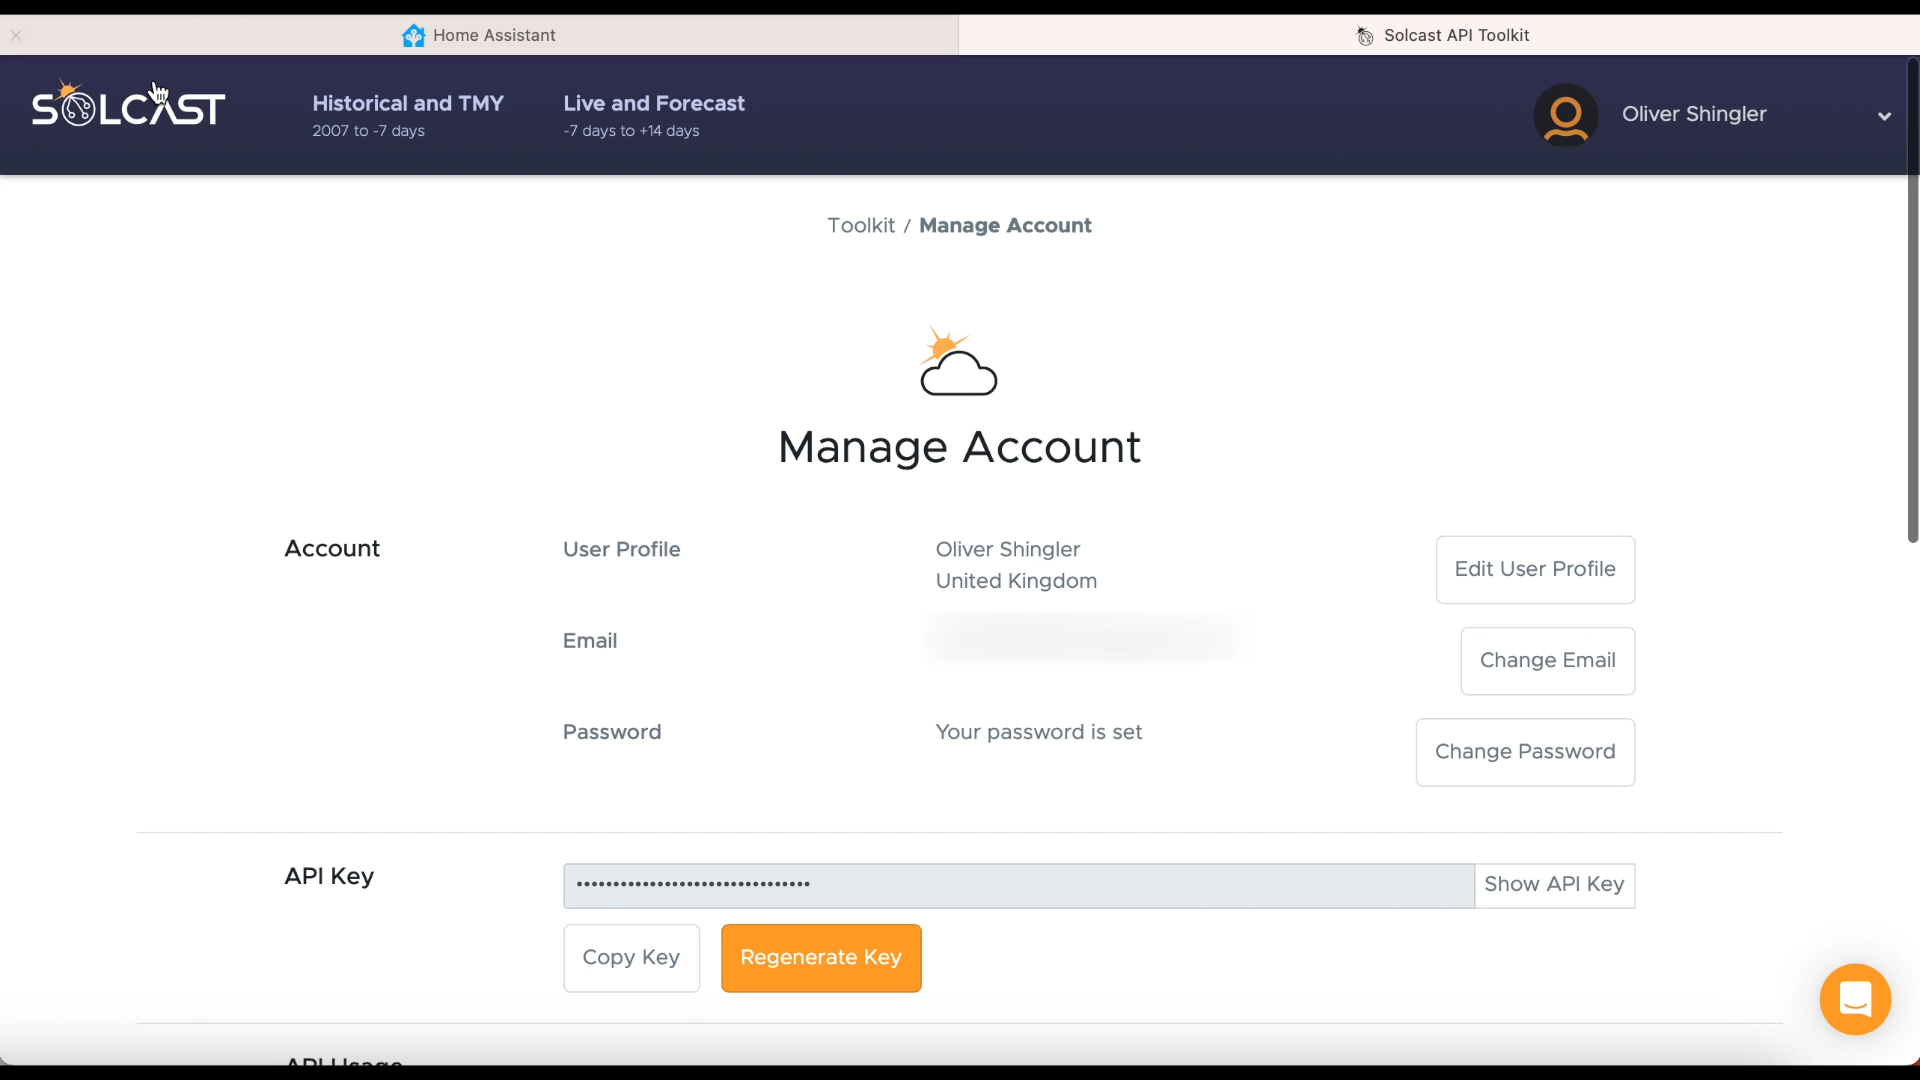 Home Assistant
Solcast API Toolkit
SOLCAST
Historical and TMY
2007 to -7 days
Live and Forecast
-7 days to +14 days
Oliver Shingler
Toolkit / Manage Account
Manage Account
Account
User Profile
Oliver Shingler
United Kingdom
Edit User Profile
Email
Change Email
Password
Your password is set
Change Password
API Key
••••••••••••••••••••••••••••••••
Show API Key
Copy Key
Regenerate Key
API Usage